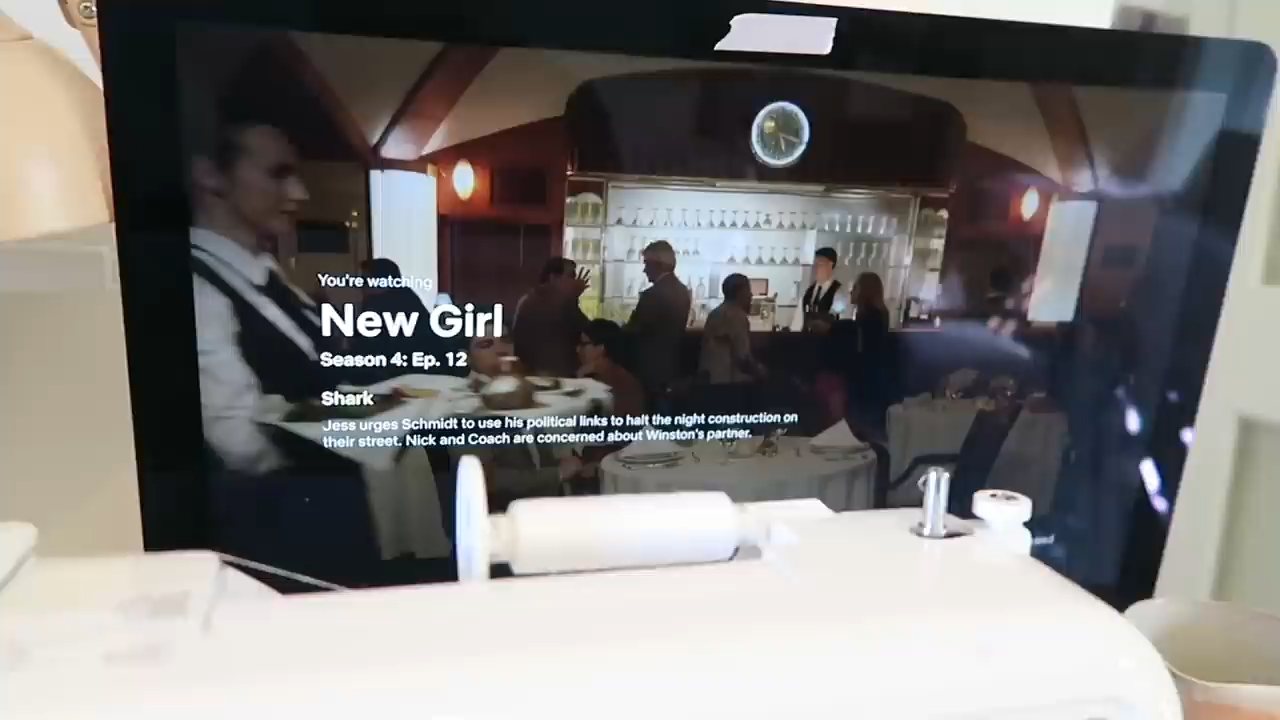 You're watching
New Girl
Season 4: Ep. 12
Shark
Jess urges Schmidt to use his political links to halt the night construction on
their street. Nick and Coach are concerned about Winston's partner.